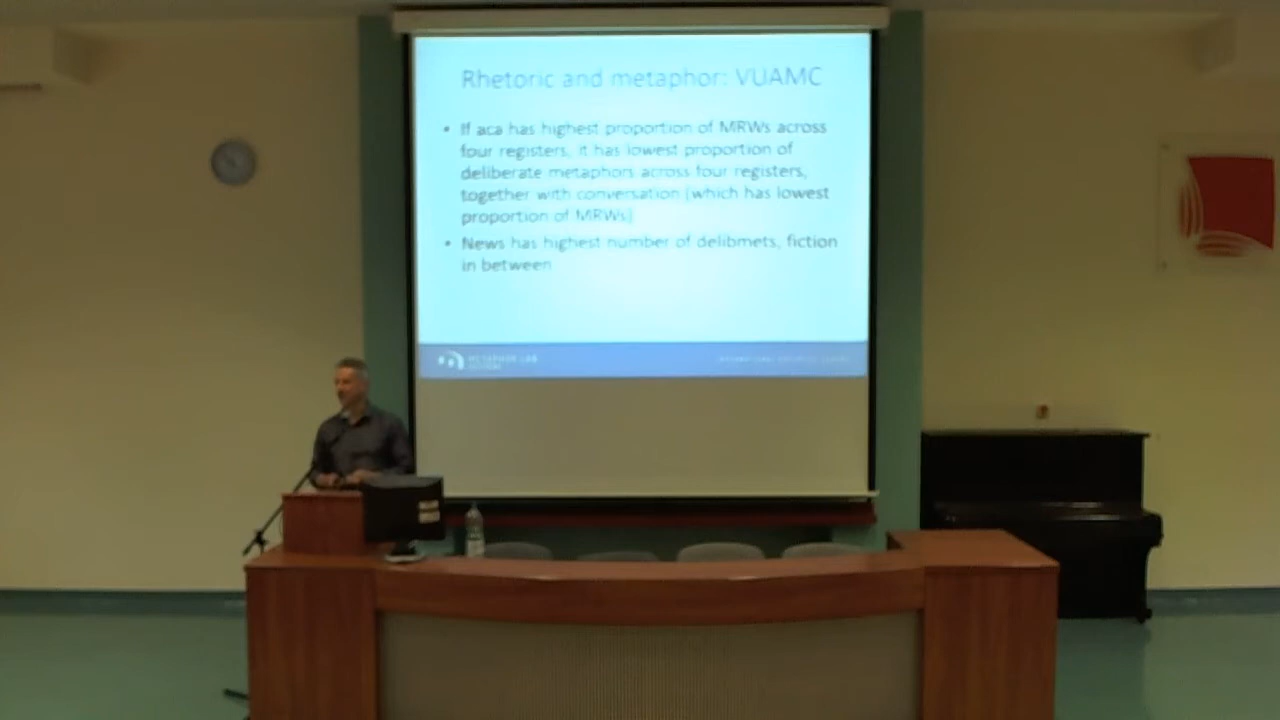 Rhetoric and metaphor: VUAMC
• If aca has highest proportion of MRWs across
four registers, it has lowest proportion of
deliberate metaphors across four registers,
together with conversation (which has lowest
proportion of MRWs)
• News has highest number of delibmets, fiction
in between
METAPHOR LAB